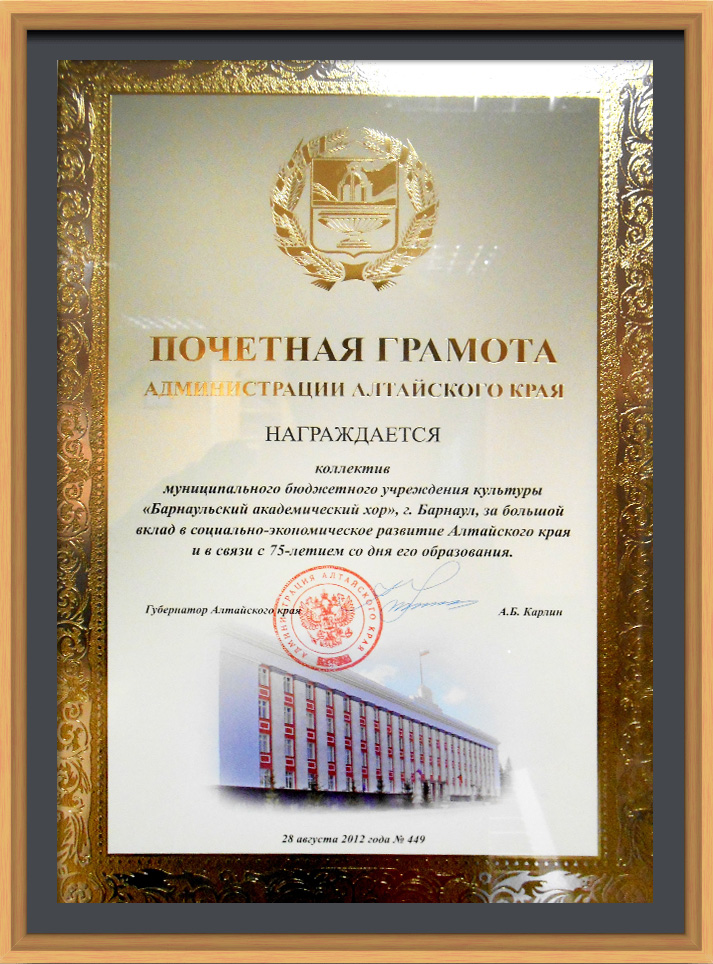 ПОЧЕТНАЯ ГРАМОТА
АДМИНИСТРАЦИИ АЛТАЙСКОГО КРАЯ
НАГРАЖДАЕТСЯ
коллектив
муниципального бюджетного учреждения культуры
«Барнаульский академический хор», г. Барнаул, за большой
вклад в социально-экономическое развитие Алтайского края
и в связи с 75-летием со дня его образования.
АДМИНИСТРАЦИЯ АЛТАЙСКОГО КРАЯ
Губернатор Алтайского края
А.Б. Карлин
28 августа 2012 года № 449